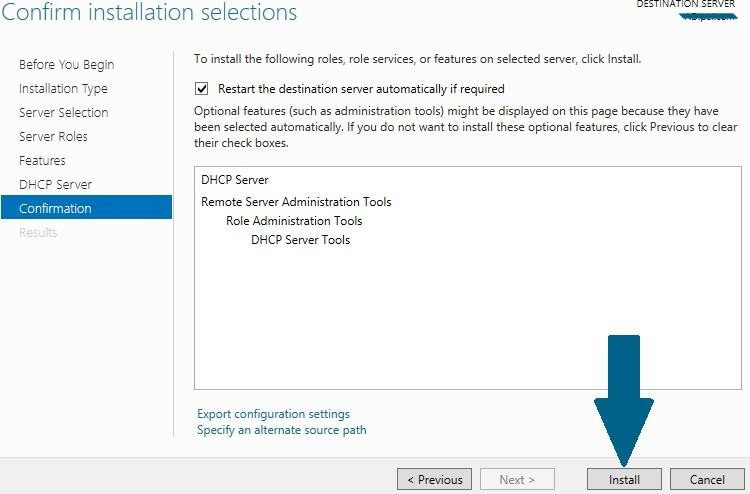 Confirm installation selections
DESTINATION SERVER
Before You Begin
Installation Type
Server Selection
Server Roles
Features
DHCP Server
Confirmation
Results
To install the following roles, role services, or features on selected server, click Install.
Restart the destination server automatically if required
Optional features (such as administration tools) might be displayed on this page because they have
been selected automatically. If you do not want to install these optional features, click Previous to clear
their check boxes.
DHCP Server
Remote Server Administration Tools
Role Administration Tools
DHCP Server Tools
Export configuration settings
Specify an alternate source path
< Previous
Next >
Install
Cancel